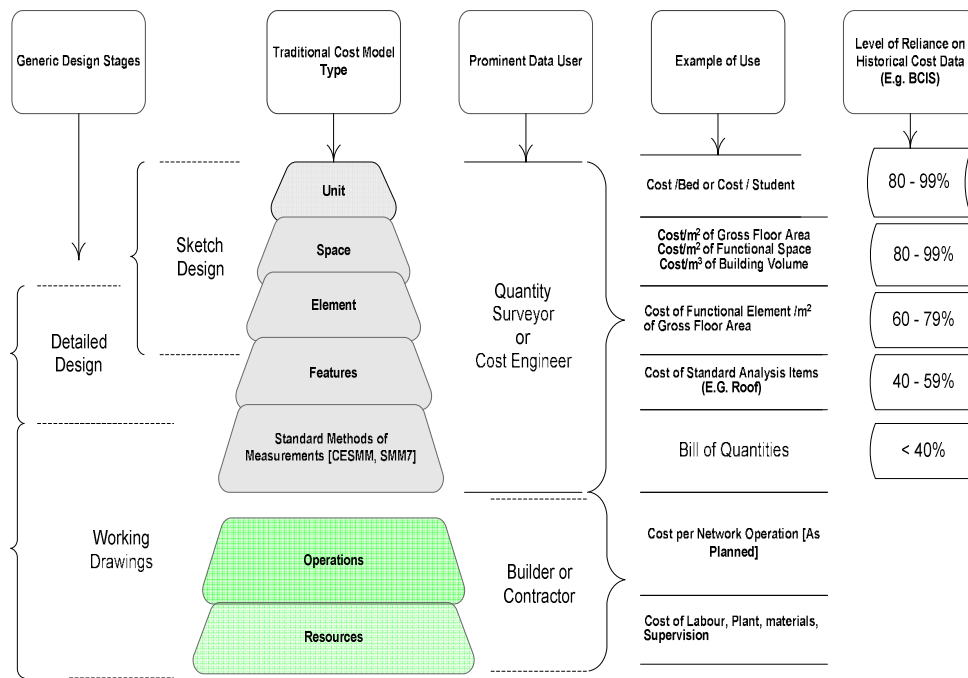 Generic Design Stages
Traditional Cost Model
Type
Prominent Data User
Example of Use
Level of Reliance on
Historical Cost Data
(E.g. BCIS)
Sketch
Design
Detailed
Design
Working
Drawings
Unit
Space
Element
Features
Standard Methods of
Measurements [CESMM, SMM7]
Operations
Resources
Quantity
Surveyor
or
Cost Engineer
Builder or
Contractor
Cost /Bed or Cost / Student
Cost/m² of Gross Floor Area
Cost/m² of Functional Space
Cost/m³ of Building Volume
Cost of Functional Element /m²
of Gross Floor Area
Cost of Standard Analysis Items
(E.G. Roof)
Bill of Quantities
Cost per Network Operation [As
Planned]
Cost of Labour, Plant, materials,
Supervision
80 - 99%
80 - 99%
60 - 79%
40 - 59%
< 40%